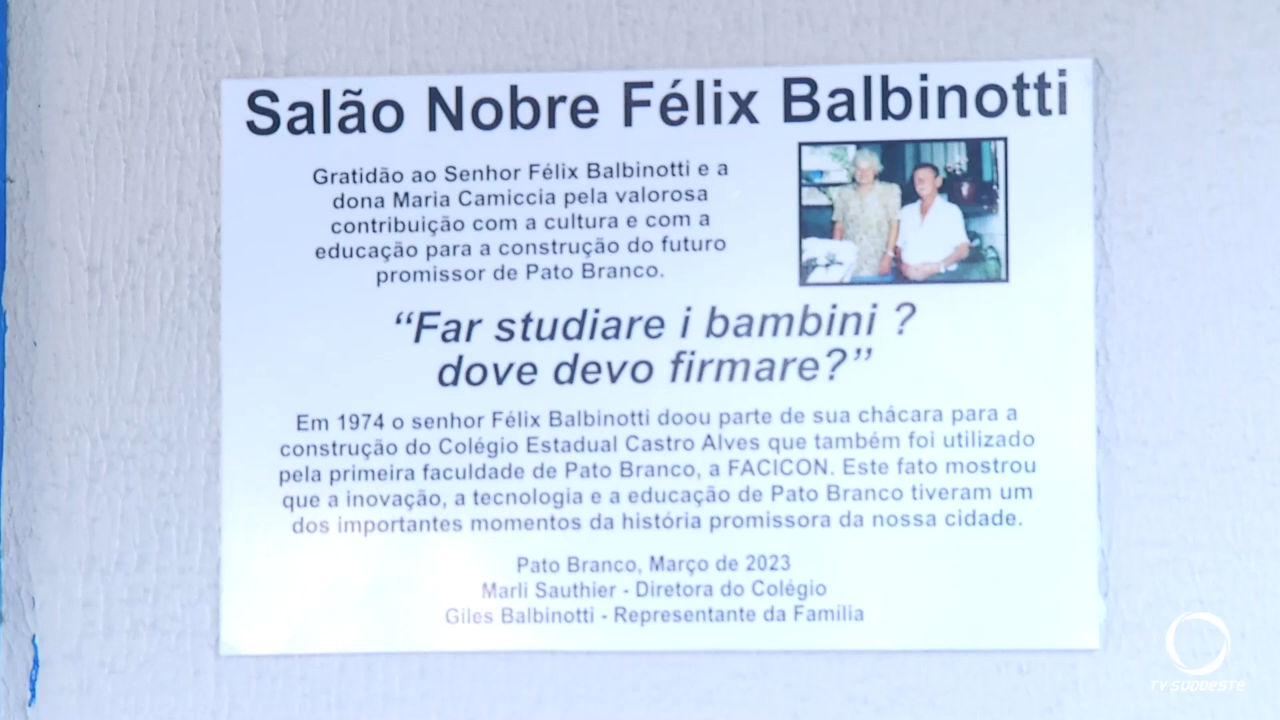 Salão Nobre Félix Balbinotti
Gratidão ao Senhor Félix Balbinotti e a
dona Maria Camiccia pela valorosa
contribuição com a cultura e com a
educação para a construção do futuro
promissor de Pato Branco.
“Far studiare i bambini ?
dove devo firmare?”
Em 1974 o senhor Félix Balbinotti doou parte de sua chácara para a
construção do Colégio Estadual Castro Alves que também foi utilizado
pela primeira faculdade de Pato Branco, a FACICON. Este fato mostrou
que a inovação, a tecnologia e a educação de Pato Branco tiveram um
dos importantes momentos da história promissora da nossa cidade.
Pato Branco, Março de 2023
Marli Sauthier - Diretora do Colégio
Giles Balbinotti - Representante da Família
TV SUDOESTE